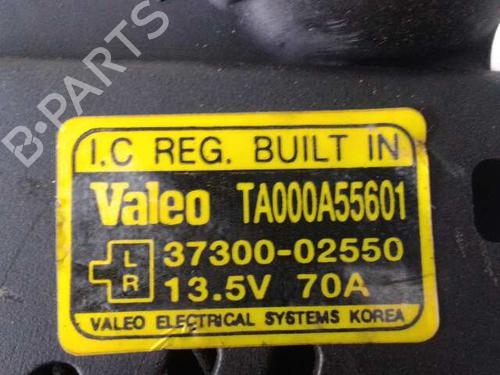 B-PARTS
I.C REG. BUILT IN
Valeo TA000A55601
L
R
37300-02550
13.5V 70A
VALEO ELECTRICAL SYSTEMS KOREA